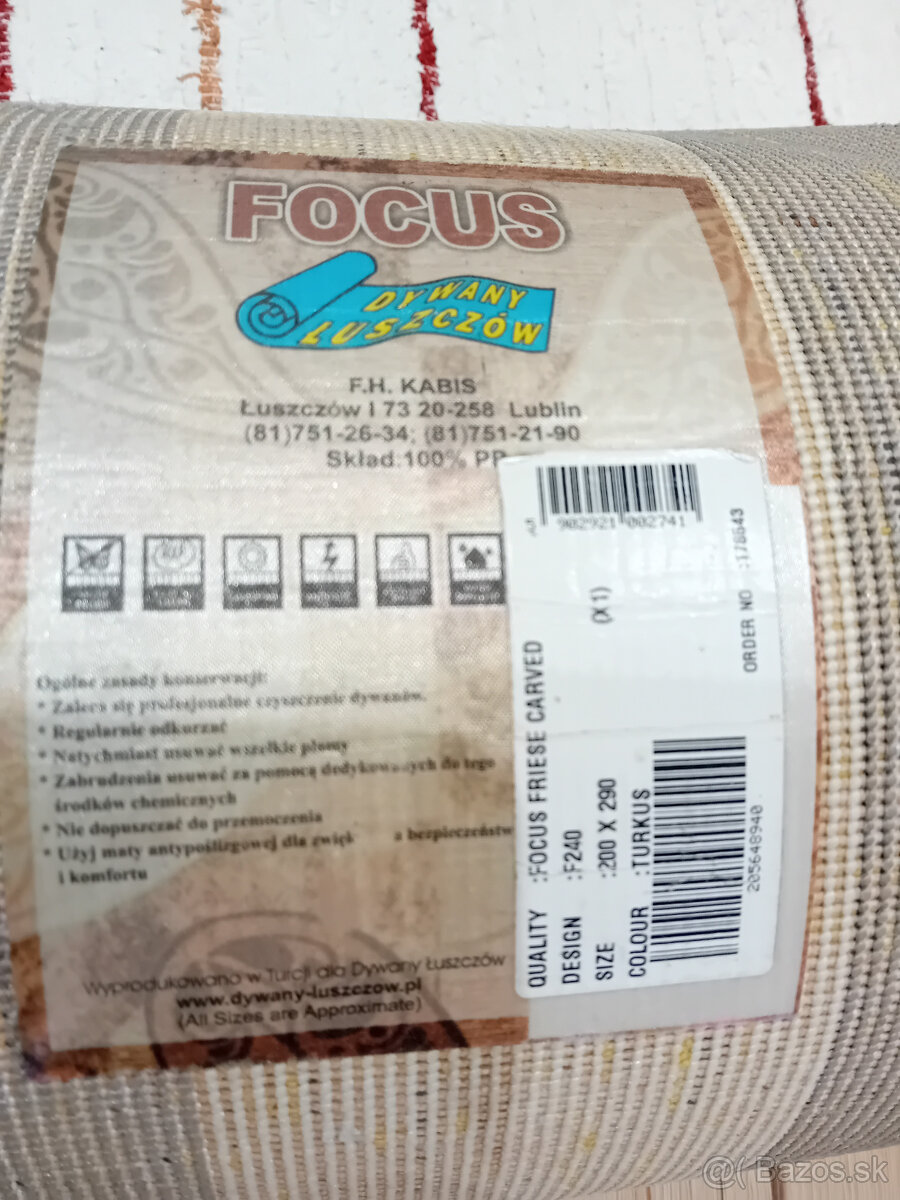 FOCUS
DYWANY
ŁUSZCZÓW
F.H. KABIS
Łuszczów I 73 20-258 Lublin
(81)751-26-34; (81)751-21-90
Skład:100% PP
Ogólne zasady konserwacji:
* Zaleca się profesjonalne czyszczenie dywanów.
* Regularnie odkurzać
* Natychmiast usuwać wszelkie plamy
* Zabrudzenia usuwać za pomocą dedykowanych do tego
środków chemicznych
* Nie dopuszczać do przemoczenia
* Użyj maty antypoślizgowej dla zwięk a bezpieczeństw
i komfortu
Wyprodukowano w Turcji dla Dywany Łuszczów
www.dywany-luszczow.pl
(All Sizes are Approximate)
902921 002741
QUALITY :FOCUS FRIESE CARVED
DESIGN :F240 (X1)
SIZE :200 X 290
COLOUR :TURKUS
ORDER NO :178643
205648940
@( Bazos.sk